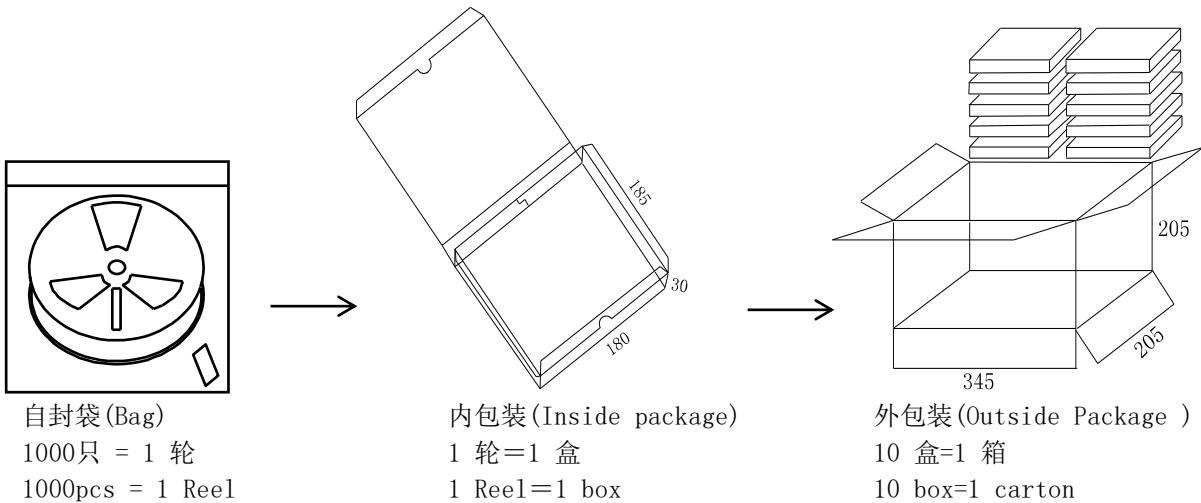 185
30
180
205
205
345
自封袋(Bag)
1000只 = 1 轮
1000pcs = 1 Reel
内包装(Inside package)
1 轮＝1 盒
1 Reel＝1 box
外包装(Outside Package )
10 盒=1 箱
10 box=1 carton